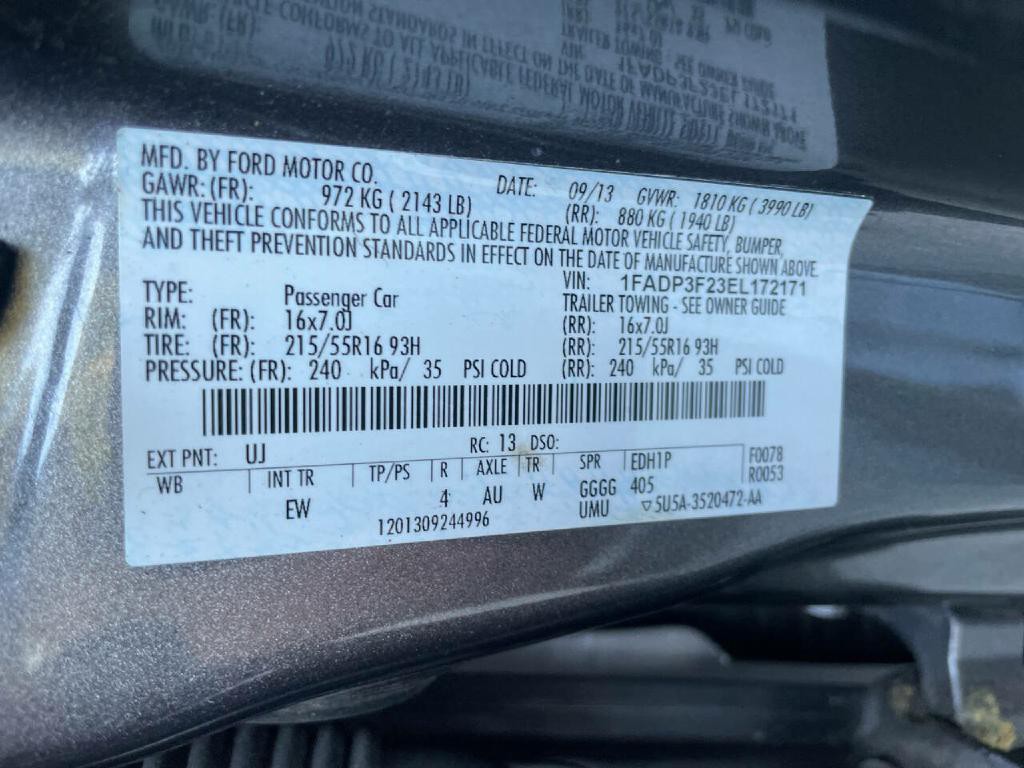 MFD. BY FORD MOTOR CO. DATE: 09/13 GVWR: 1810 KG ( 3990 LB)
GAWR: (FR): 972 KG ( 2143 LB) (RR): 880 KG ( 1940 LB)
THIS VEHICLE CONFORMS TO ALL APPLICABLE FEDERAL MOTOR VEHICLE SAFETY, BUMPER,
AND THEFT PREVENTION STANDARDS IN EFFECT ON THE DATE OF MANUFACTURE SHOWN ABOVE.
VIN: 1FADP3F23EL172171
TYPE: Passenger Car TRAILER TOWING - SEE OWNER GUIDE
RIM: (FR): 16x7.0J (RR): 16x7.0J
TIRE: (FR): 215/55R16 93H (RR): 215/55R16 93H
PRESSURE: (FR): 240 kPa/ 35 PSI COLD (RR): 240 kPa/ 35 PSI COLD
EXT PNT: UJ RC: 13 DSO: F0078
WB INT TR TP/PS R AXLE TR SPR EDH1P R0053
EW 4 AU W GGGG 405
1201309244996 UMU ▽ 5U5A-3520472-AA